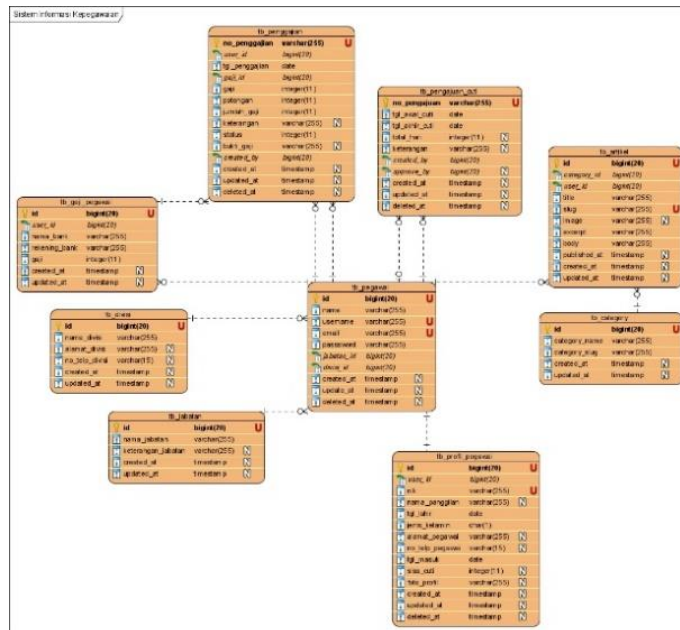 Sistem Informasi Kepegawaian
tb_penggajian
no_penggajian varchar(255) U
user_id bigint(20)
tgl_penggajian date
gaji_id bigint(20)
gaji integer(11)
potongan integer(11)
jumlah_gaji integer(11)
keterangan varchar(255) N
status integer(11)
bukti_gaji varchar(255) N
created_by bigint(20)
created_at timestamp N
updated_at timestamp N
deleted_at timestamp N
tb_pengajuan_cuti
no_pengajuan varchar(255) U
tgl_awal_cuti date
tgl_akhir_cuti date
total_hari integer(11) N
keterangan varchar(255) N
created_by bigint(20)
approve_by bigint(20) N
created_at timestamp N
updated_at timestamp N
deleted_at timestamp N
tb_artikel
id bigint(20) U
category_id bigint(20)
user_id bigint(20)
title varchar(255)
slug varchar(255) U
image varchar(255) N
excerpt varchar(255)
body varchar(255)
published_at timestamp N
created_at timestamp N
updated_at timestamp N
tb_gaji_pegawai
id bigint(20) U
user_id bigint(20)
nama_bank varchar(255)
rekening_bank varchar(255)
gaji integer(11)
created_at timestamp N
updated_at timestamp N
tb_pegawai
id bigint(20) U
name varchar(255)
username varchar(255) U
email varchar(255) U
password varchar(255)
jabatan_id bigint(20)
divisi_id bigint(20)
created_at timestamp N
update_at timestamp N
deleted_at timestamp N
tb_divisi
id bigint(20) U
nama_divisi varchar(255)
alamat_divisi varchar(255) N
no_telp_divisi varchar(15) N
created_at timestamp N
updated_at timestamp N
tb_category
id bigint(20) U
category_name varchar(255)
category_slug varchar(255)
created_at timestamp N
updated_at timestamp N
tb_jabatan
id bigint(20) U
nama_jabatan varchar(255)
keterangan_jabatan varchar(255) N
created_at timestamp N
updated_at timestamp N
tb_profil_pegawai
id bigint(20)
user_id bigint(20)
nik varchar(255) U
nama_panggilan varchar(255) N
tgl_lahir date
jenis_kelamin char(1)
alamat_pegawai varchar(255) N
no_telp_pegawai varchar(15) N
tgl_masuk date
sisa_cuti integer(11) N
foto_profil varchar(255) N
created_at timestamp N
updated_at timestamp N
deleted_at timestamp N